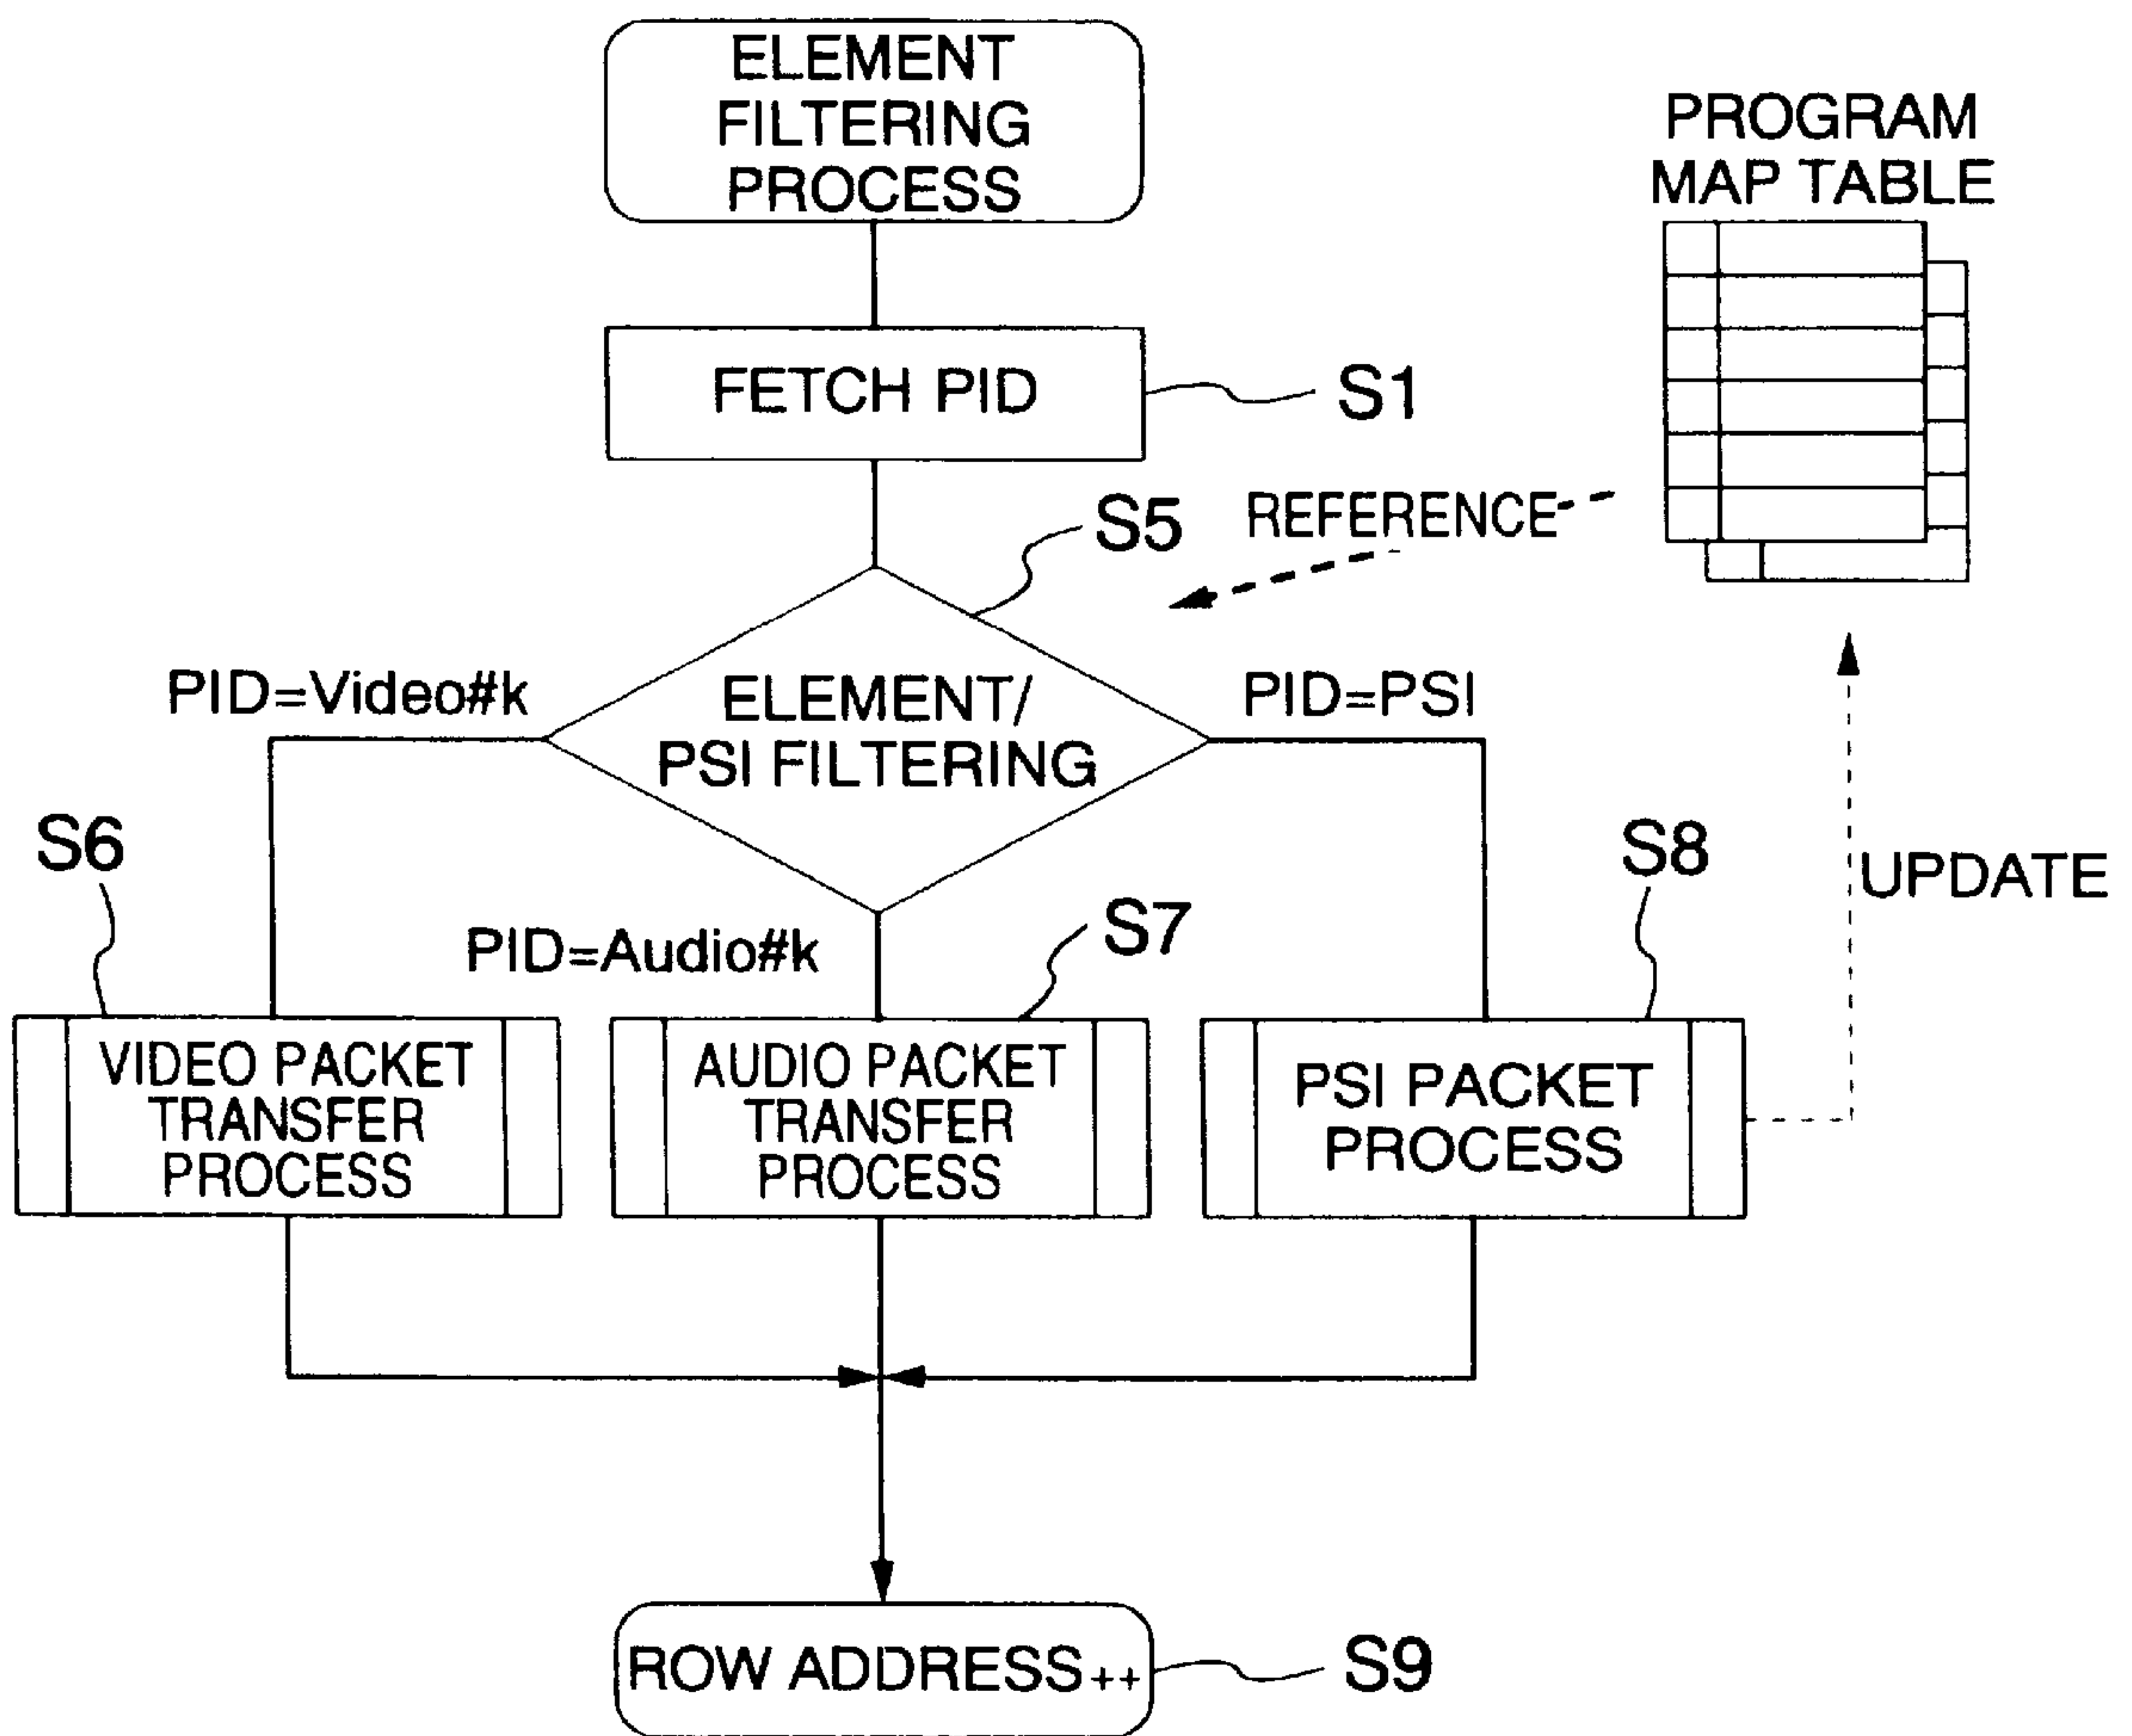 ELEMENT
FILTERING
PROCESS
PROGRAM
MAP TABLE
FETCH PID
S1
S5
REFERENCE
PID=Video#k
ELEMENT/
PSI FILTERING
PID=PSI
S6
S8
UPDATE
PID=Audio#k
S7
VIDEO PACKET
TRANSFER
PROCESS
AUDIO PACKET
TRANSFER
PROCESS
PSI PACKET
PROCESS
ROW ADDRESS++
S9